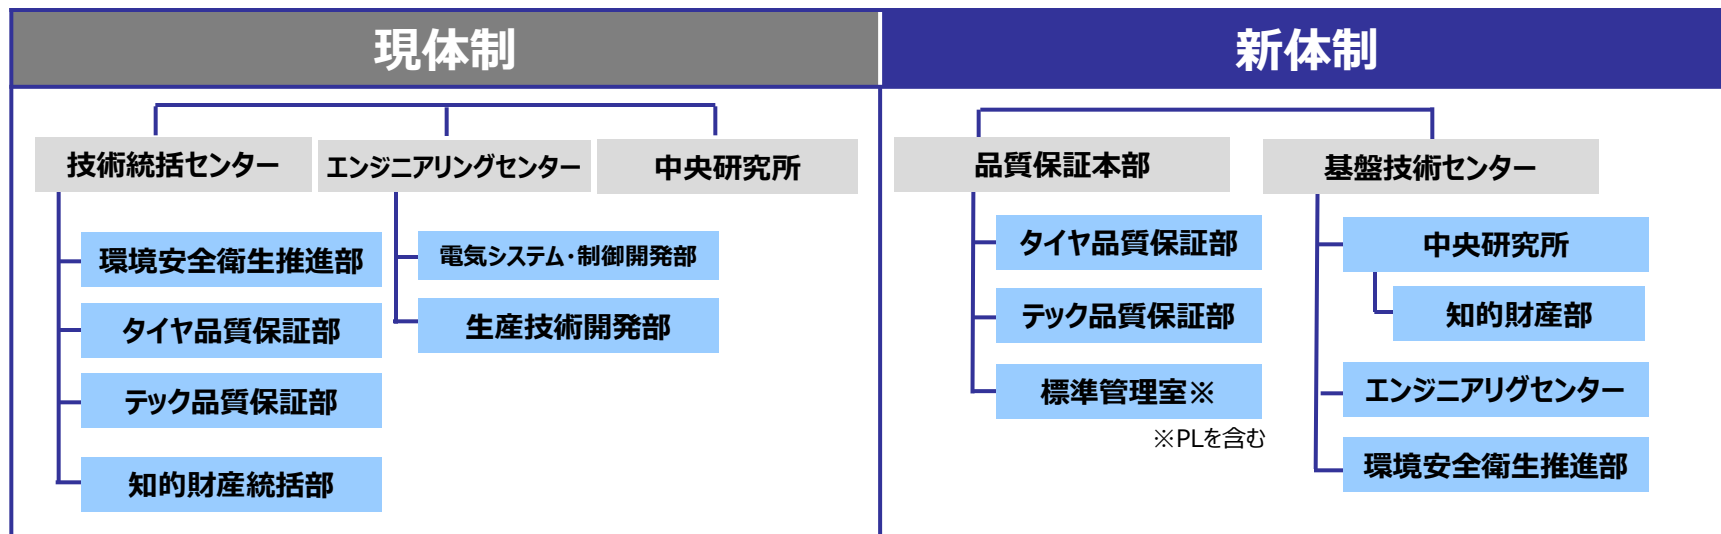 現体制
新体制
技術統括センター
エンジニアリングセンター
中央研究所
環境安全衛生推進部
タイヤ品質保証部
テック品質保証部
知的財産統括部
電気システム・制御開発部
生産技術開発部
品質保証本部
基盤技術センター
タイヤ品質保証部
テック品質保証部
標準管理室※
※PLを含む
中央研究所
知的財産部
エンジニアリグセンター
環境安全衛生推進部